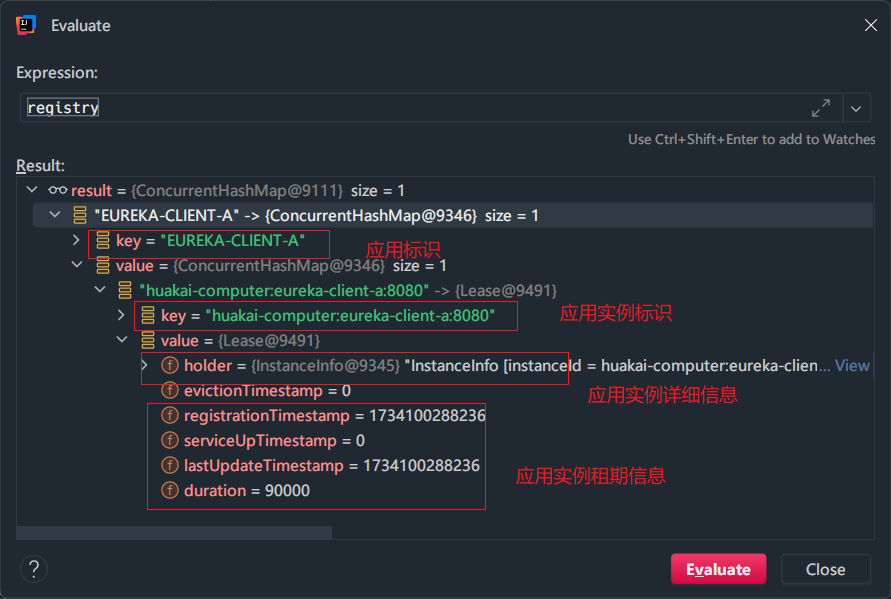 Evaluate
Expression:
registry
Use Ctrl+Shift+Enter to add to Watches
Result:
result = {ConcurrentHashMap@9111} size = 1
"EUREKA-CLIENT-A" -> {ConcurrentHashMap@9346} size = 1
key = "EUREKA-CLIENT-A"
应用标识
value = {ConcurrentHashMap@9346} size = 1
"huakai-computer:eureka-client-a:8080" -> {Lease@9491}
key = "huakai-computer:eureka-client-a:8080"
应用实例标识
value = {Lease@9491}
holder = {InstanceInfo@9345} "InstanceInfo [instanceId = huakai-computer:eureka-clien... View
应用实例详细信息
evictionTimestamp = 0
registrationTimestamp = 1734100288236
serviceUpTimestamp = 0
lastUpdateTimestamp = 1734100288236
应用实例租期信息
duration = 90000
? Evaluate Close